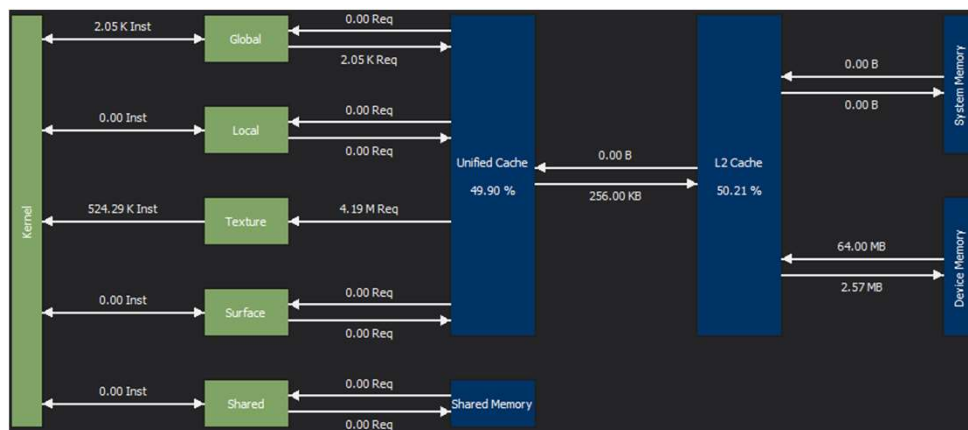 Kernel
2.05 K Inst
Global
0.00 Req
2.05 K Req
0.00 Inst
Local
0.00 Req
0.00 Req
524.29 K Inst
Texture
4.19 M Req
0.00 Inst
Surface
0.00 Req
0.00 Req
0.00 Inst
Shared
0.00 Req
0.00 Req
Unified Cache
49.90 %
Shared Memory
0.00 B
256.00 KB
L2 Cache
50.21 %
0.00 B
0.00 B
System Memory
64.00 MB
2.57 MB
Device Memory